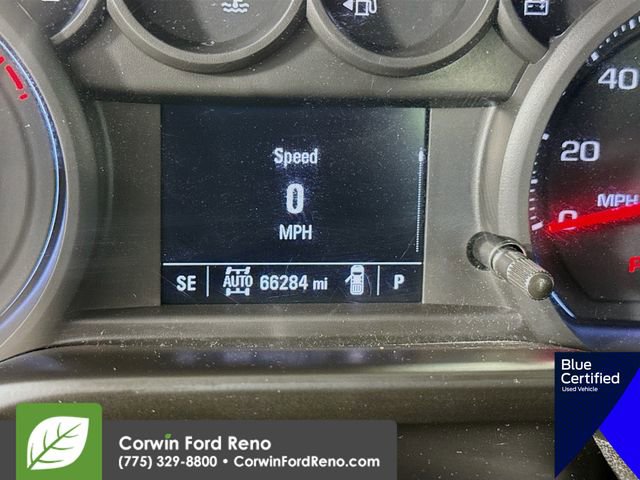 Speed
0
MPH
SE AUTO 66284 mi P
40
20
0
MPH
Blue
Certified
Used Vehicle
Corwin Ford Reno
(775) 329-8800 • CorwinFordReno.com